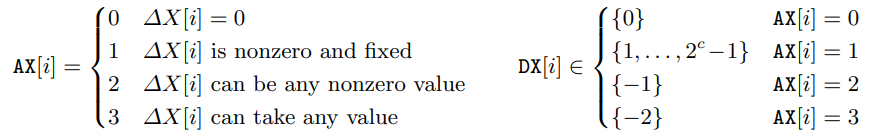 AX[i] = { 0 ΔX[i] = 0
1 ΔX[i] is nonzero and fixed
2 ΔX[i] can be any nonzero value
3 ΔX[i] can take any value
DX[i] ∈ { {0} AX[i] = 0
{1, . . . , 2^c − 1} AX[i] = 1
{−1} AX[i] = 2
{−2} AX[i] = 3